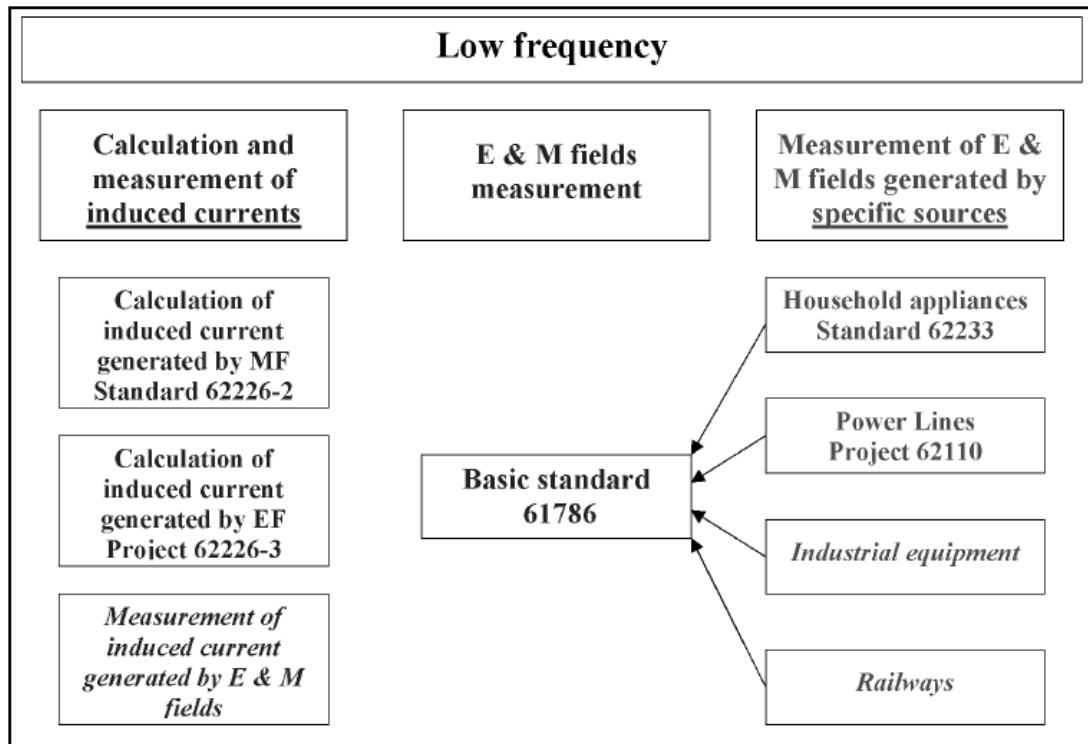 Low frequency
Calculation and
measurement of
induced currents
E & M fields
measurement
Measurement of E &
M fields generated by
specific sources
Calculation of
induced current
generated by MF
Standard 62226-2
Calculation of
induced current
generated by EF
Project 62226-3
Measurement of
induced current
generated by E & M
fields
Basic standard
61786
Household appliances
Standard 62233
Power Lines
Project 62110
Industrial equipment
Railways